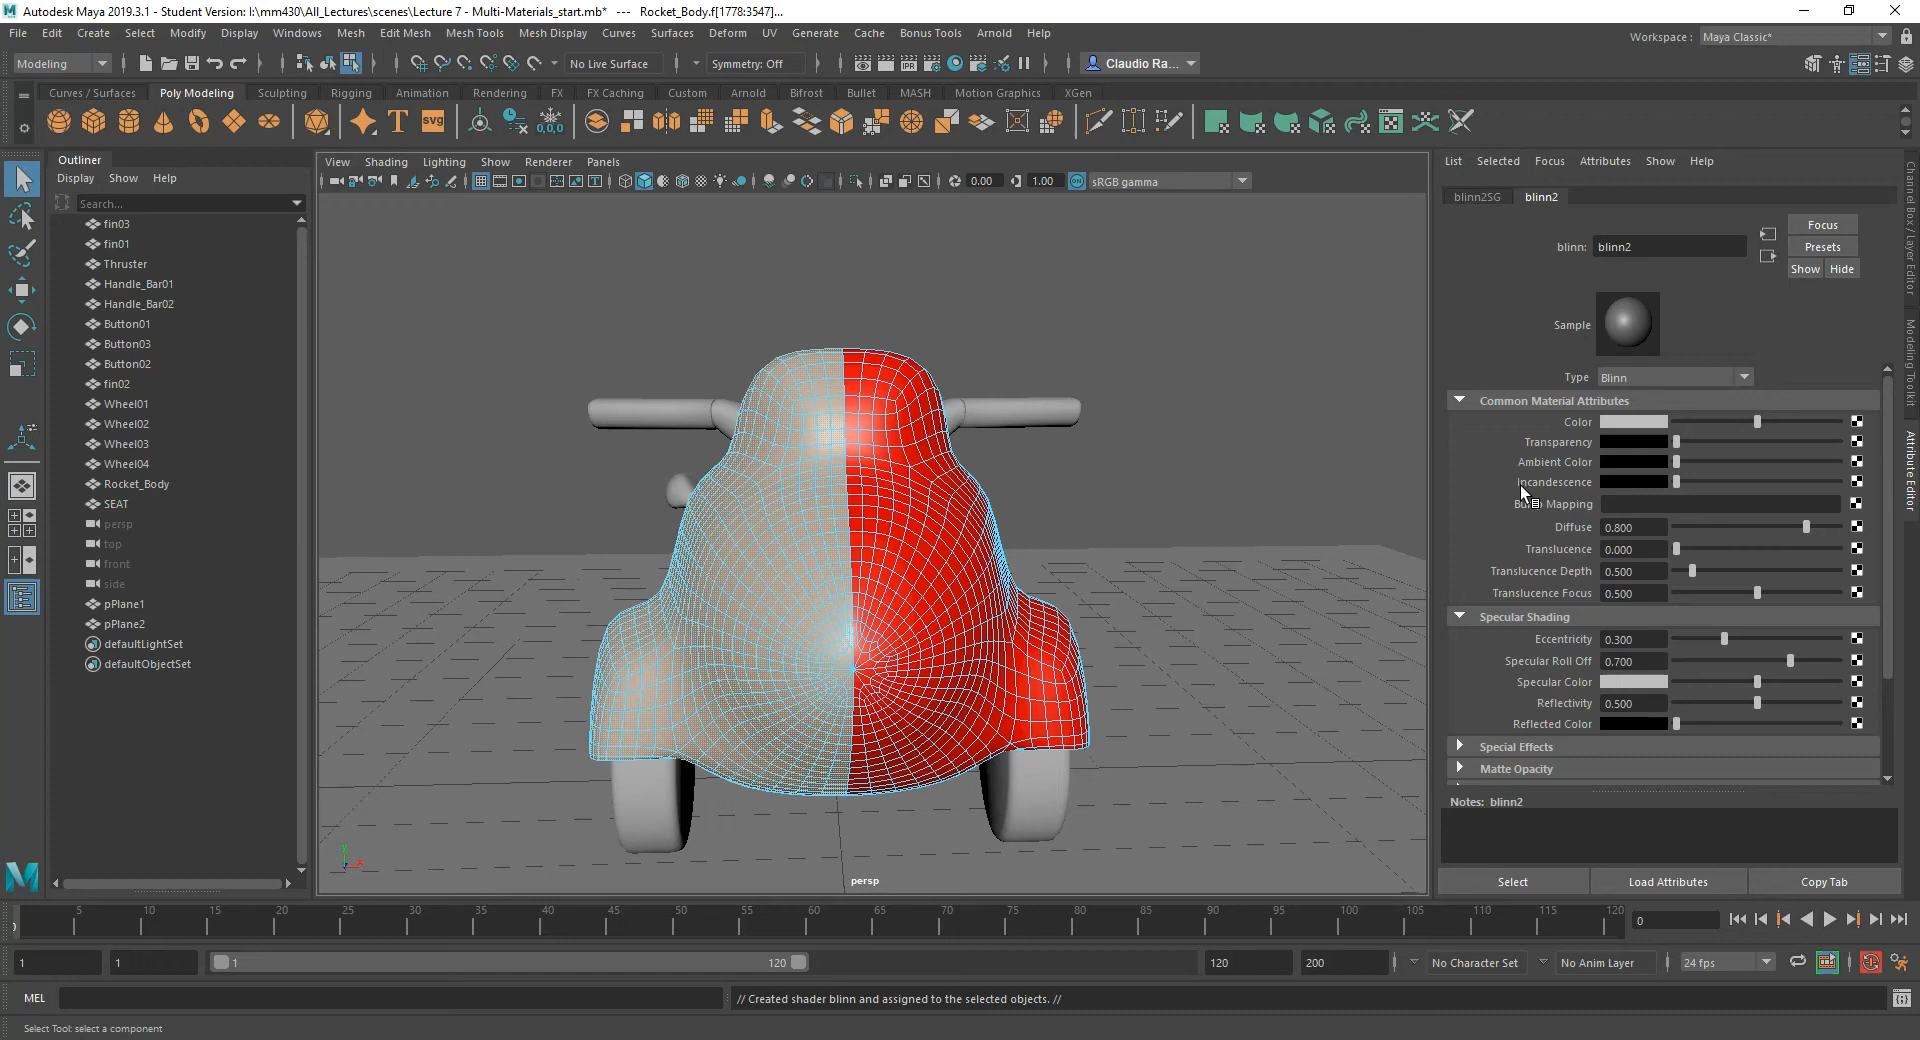 Autodesk Maya 2019.3.1 - Student Version: I:\mm430\All_Lectures\scenes\Lecture 7 - Multi-Materials_start.mb* --- Rocket_Body.f[1778:3547]...
File Edit Create Select Modify Display Windows Mesh Edit Mesh Mesh Tools Mesh Display Curves Surfaces Deform UV Generate Cache Bonus Tools Arnold Help
Workspace : Maya Classic*
Modeling No Live Surface Symmetry: Off Claudio Ra...
Curves / Surfaces Poly Modeling Sculpting Rigging Animation Rendering FX FX Caching Custom Arnold Bifrost Bullet MASH Motion Graphics XGen
svg
0,0,0
Outliner
Display Show Help
Search...
fin03
fin01
Thruster
Handle_Bar01
Handle_Bar02
Button01
Button03
Button02
fin02
Wheel01
Wheel02
Wheel03
Wheel04
Rocket_Body
SEAT
persp
top
front
side
pPlane1
pPlane2
defaultLightSet
defaultObjectSet
View Shading Lighting Show Renderer Panels
0.00 1.00 sRGB gamma
persp
List Selected Focus Attributes Show Help
blinn2SG blinn2
blinn: blinn2
Focus
Presets
Show Hide
Sample
Type Blinn
Common Material Attributes
Color
Transparency
Ambient Color
Incandescence
Mapping
Diffuse 0.800
Translucence 0.000
Translucence Depth 0.500
Translucence Focus 0.500
Specular Shading
Eccentricity 0.300
Specular Roll Off 0.700
Specular Color
Reflectivity 0.500
Reflected Color
Special Effects
Matte Opacity
Notes: blinn2
Select Load Attributes Copy Tab
Channel Box / Layer Editor
Modeling Toolkit
Attribute Editor
5 10 15 20 25 30 35 40 45 50 55 60 65 70 75 80 85 90 95 100 105 110 115 120
0
1 1 1 120 120 200 No Character Set No Anim Layer 24 fps
MEL // Created shader blinn and assigned to the selected objects. //
Select Tool: select a component